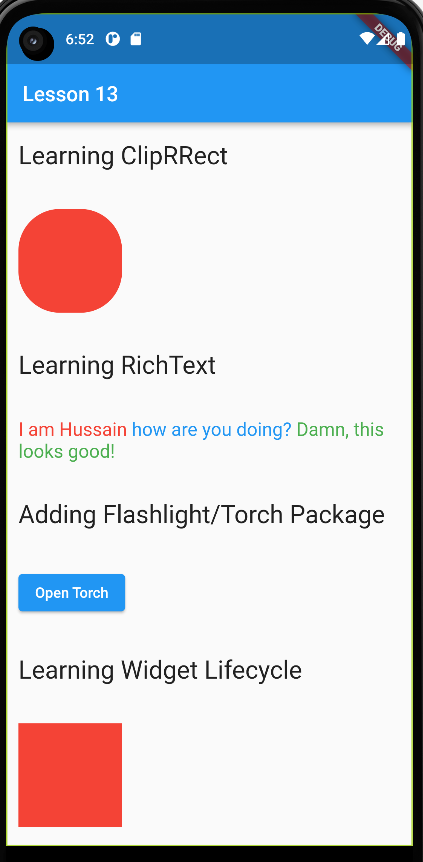 6:52
DEBUG
Lesson 13
Learning ClipRRect
Learning RichText
I am Hussain how are you doing? Damn, this
looks good!
Adding Flashlight/Torch Package
Open Torch
Learning Widget Lifecycle